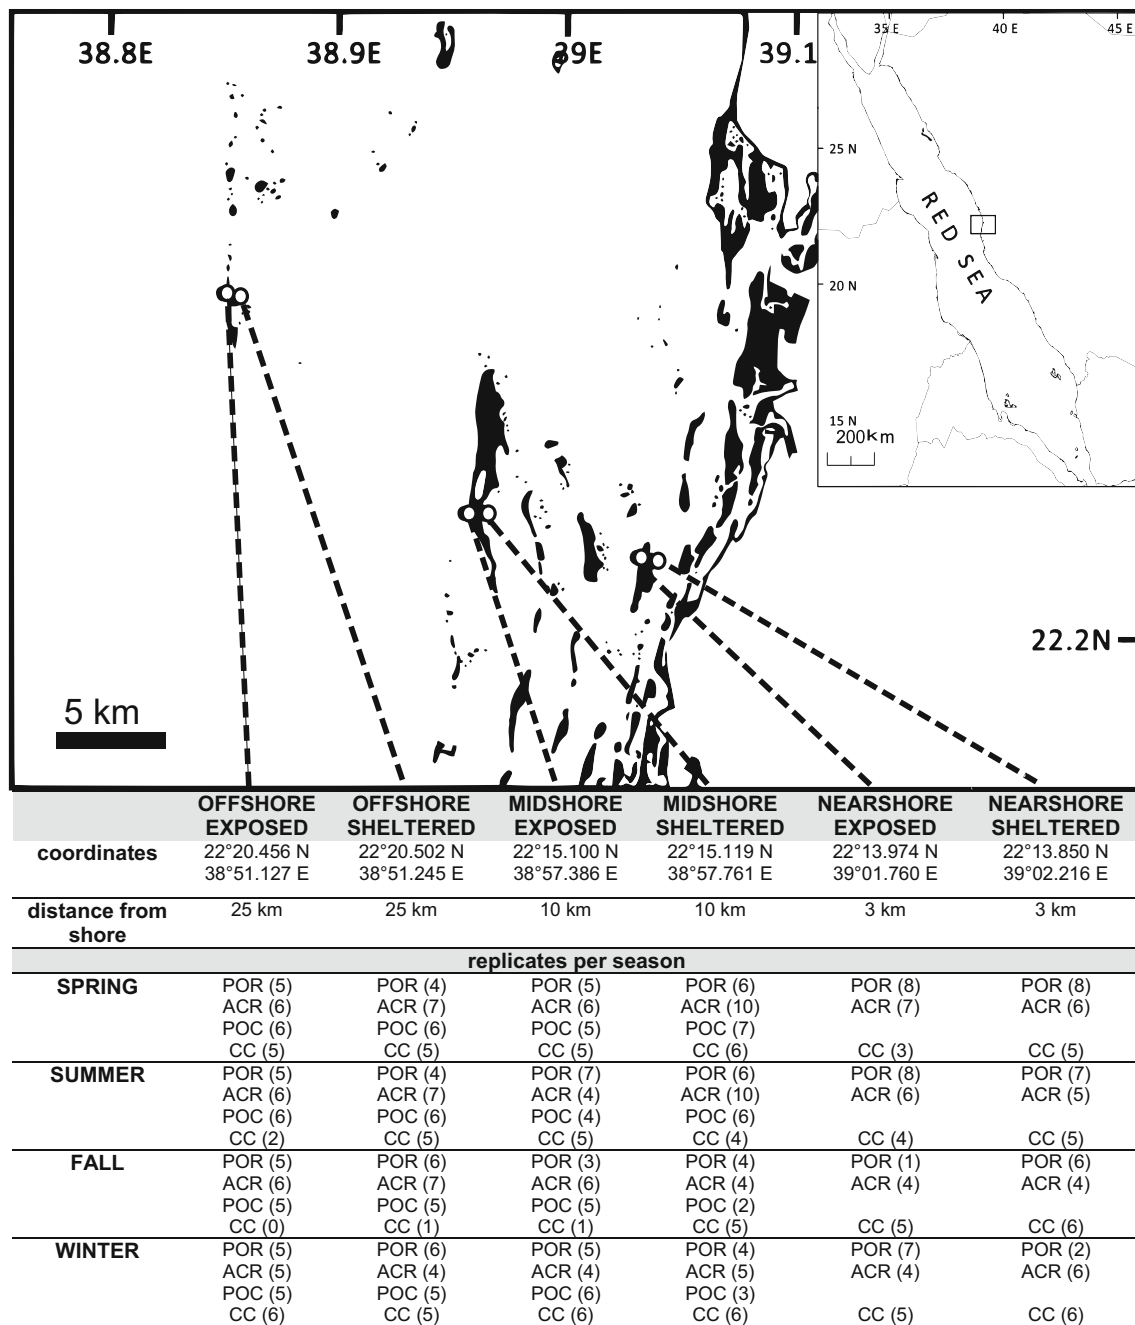 38.8E 38.9E 39E 39.1
35 E 40 E 45 E
25 N
RED SEA
20 N
15 N
200km
22.2N
5 km
OFFSHORE OFFSHORE MIDSHORE MIDSHORE NEARSHORE NEARSHORE
EXPOSED SHELTERED EXPOSED SHELTERED EXPOSED SHELTERED
coordinates 22°20.456 N 22°20.502 N 22°15.100 N 22°15.119 N 22°13.974 N 22°13.850 N
38°51.127 E 38°51.245 E 38°57.386 E 38°57.761 E 39°01.760 E 39°02.216 E
distance from 25 km 25 km 10 km 10 km 3 km 3 km
shore
replicates per season
SPRING POR (5) POR (4) POR (5) POR (6) POR (8) POR (8)
ACR (6) ACR (7) ACR (6) ACR (10) ACR (7) ACR (6)
POC (6) POC (6) POC (5) POC (7)
CC (5) CC (5) CC (5) CC (6) CC (3) CC (5)
SUMMER POR (5) POR (4) POR (7) POR (6) POR (8) POR (7)
ACR (6) ACR (7) ACR (4) ACR (10) ACR (6) ACR (5)
POC (6) POC (6) POC (4) POC (6)
CC (2) CC (5) CC (5) CC (4) CC (4) CC (5)
FALL POR (5) POR (6) POR (3) POR (4) POR (1) POR (6)
ACR (6) ACR (7) ACR (6) ACR (4) ACR (4) ACR (4)
POC (5) POC (5) POC (5) POC (2)
CC (0) CC (1) CC (1) CC (5) CC (5) CC (6)
WINTER POR (5) POR (6) POR (5) POR (4) POR (7) POR (2)
ACR (5) ACR (4) ACR (4) ACR (5) ACR (4) ACR (6)
POC (5) POC (5) POC (6) POC (3)
CC (6) CC (5) CC (6) CC (6) CC (5) CC (6)